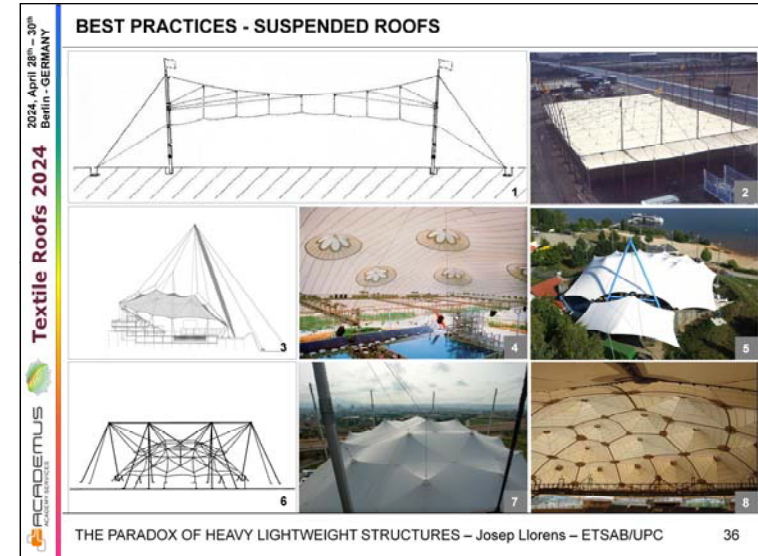 BEST PRACTICES - SUSPENDED ROOFS
2024, April 28th – 30th
Berlin - GERMANY
Textile Roofs 2024
ACADEMUS
ACADEMY SERVICES
1
2
3
4
5
6
7
8
THE PARADOX OF HEAVY LIGHTWEIGHT STRUCTURES – Josep Llorens – ETSAB/UPC
36